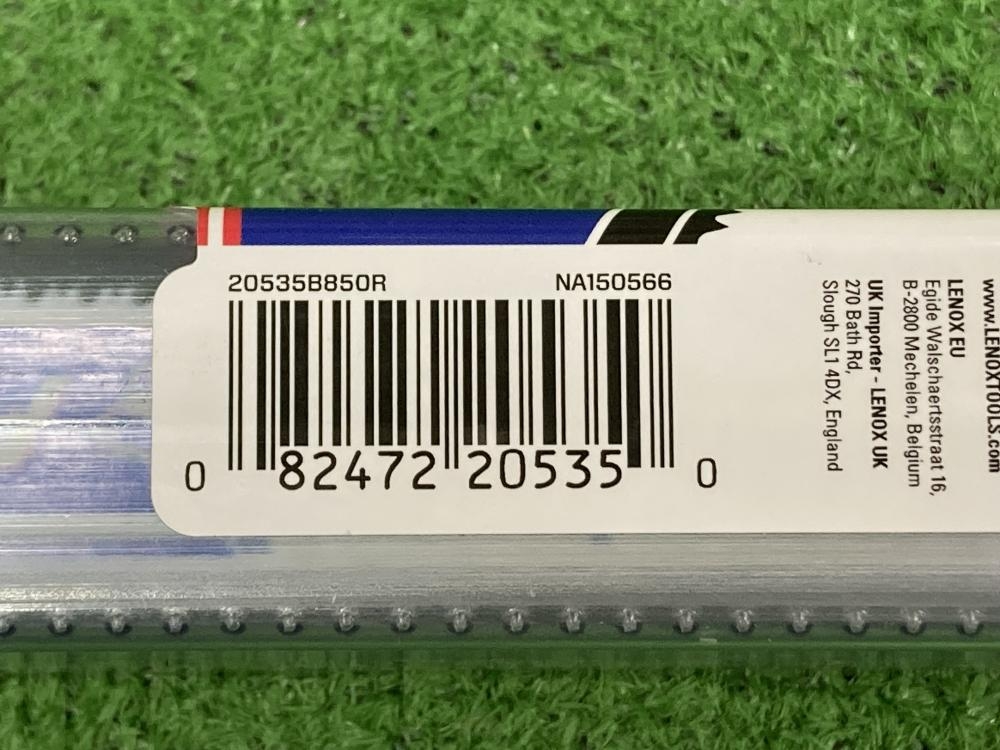 20535B850R NA150566
0 82472 20535 0
www.LENOXTOOLS.com
LENOX EU
Egide Walschaertsstraat 16,
B-2800 Mechelen, Belgium
UK Importer - LENOX UK
270 Bath Rd,
Slough SL1 4DX, England